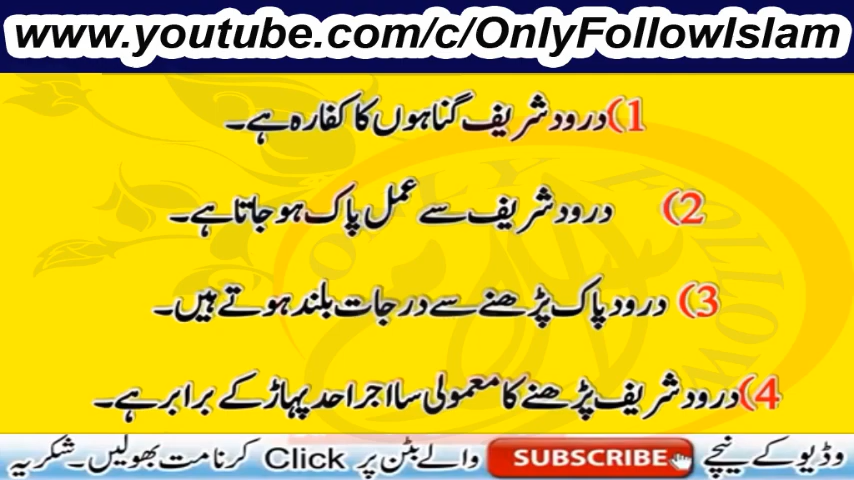 www.youtube.com/c/OnlyFollowIslam
1) درود شریف گناہوں کا کفارہ ہے۔
2) درود شریف سے عمل پاک ہو جاتا ہے۔
3) درود پاک پڑھنے سے درجات بلند ہوتے ہیں۔
4) درود شریف پڑھنے کا معمولی سا اجر احد پہاڑ کے برابر ہے۔
وڈیو کے نیچے SUBSCRIBE والے بٹن پر Click کرنا مت بھولیں۔ شکریہ